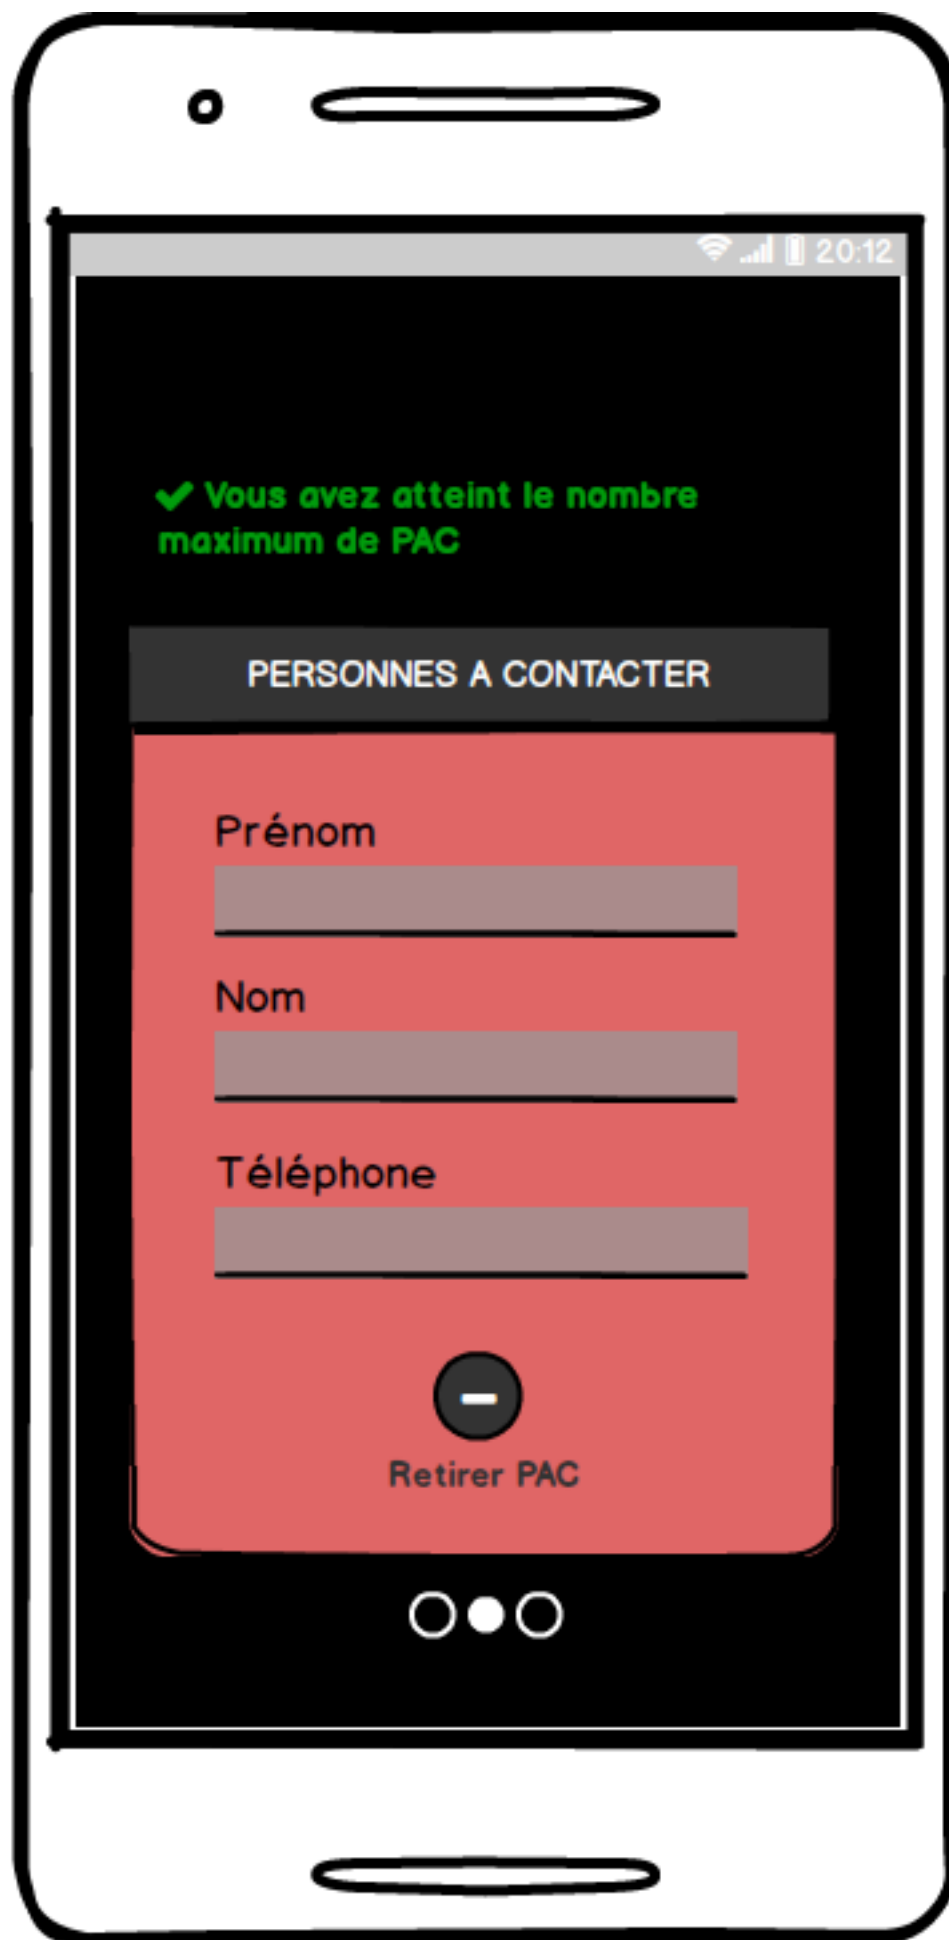 20:12
Vous avez atteint le nombre
maximum de PAC
PERSONNES A CONTACTER
Prénom
Nom
Téléphone
Retirer PAC